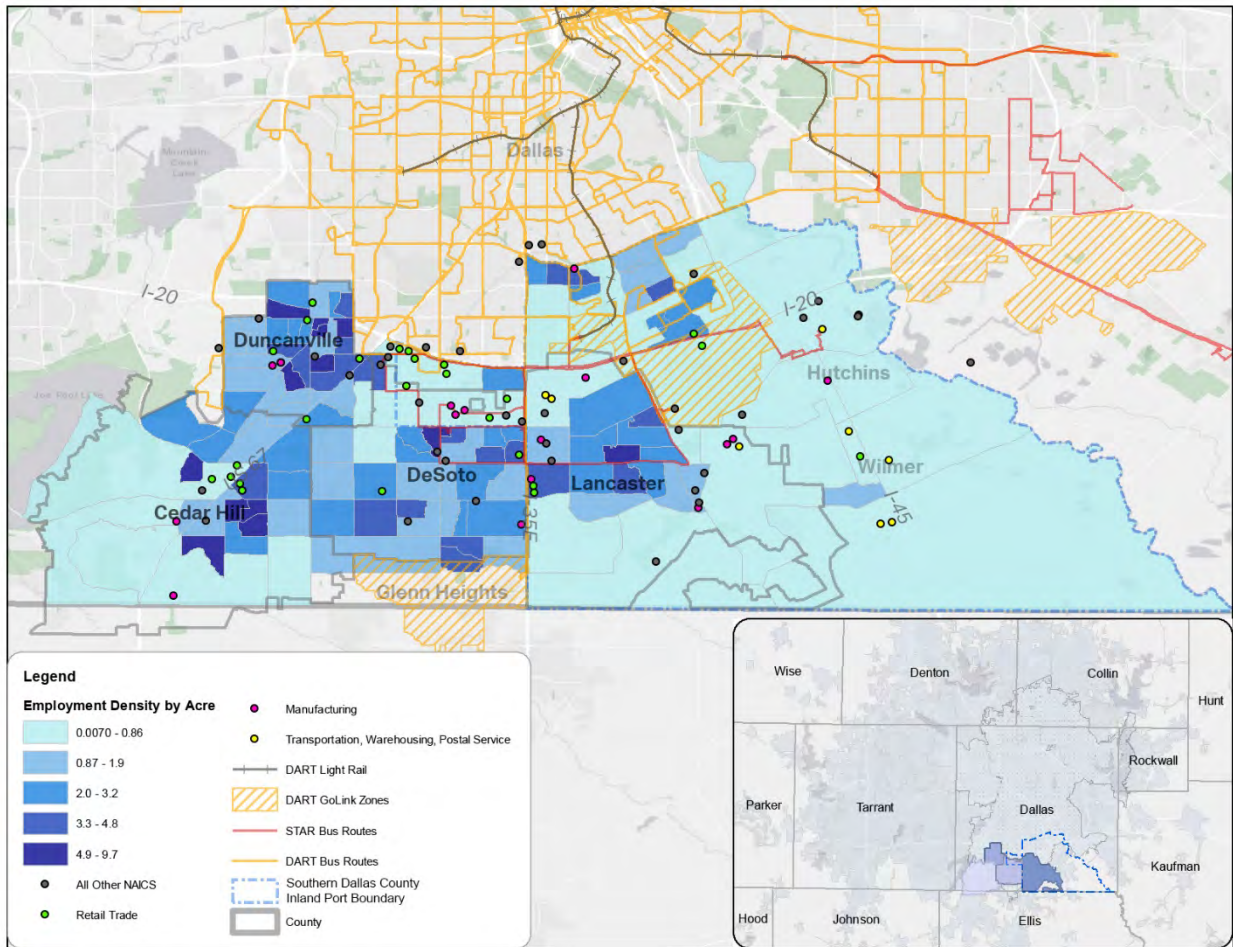 Dallas
Mountain
Creek
Lake
I-20
I-20
Duncanville
Hutchins
Joe Pool Lake
67
Wilmer
DeSoto
Lancaster
Cedar Hill
I-45
I-35E
Glenn Heights
Legend
Employment Density by Acre
0.0070 - 0.86
0.87 - 1.9
2.0 - 3.2
3.3 - 4.8
4.9 - 9.7
All Other NAICS
Retail Trade
Manufacturing
Transportation, Warehousing, Postal Service
DART Light Rail
DART GoLink Zones
STAR Bus Routes
DART Bus Routes
Southern Dallas County
Inland Port Boundary
County
Wise
Denton
Collin
Hunt
Rockwall
Parker
Tarrant
Dallas
Kaufman
Hood
Johnson
Ellis